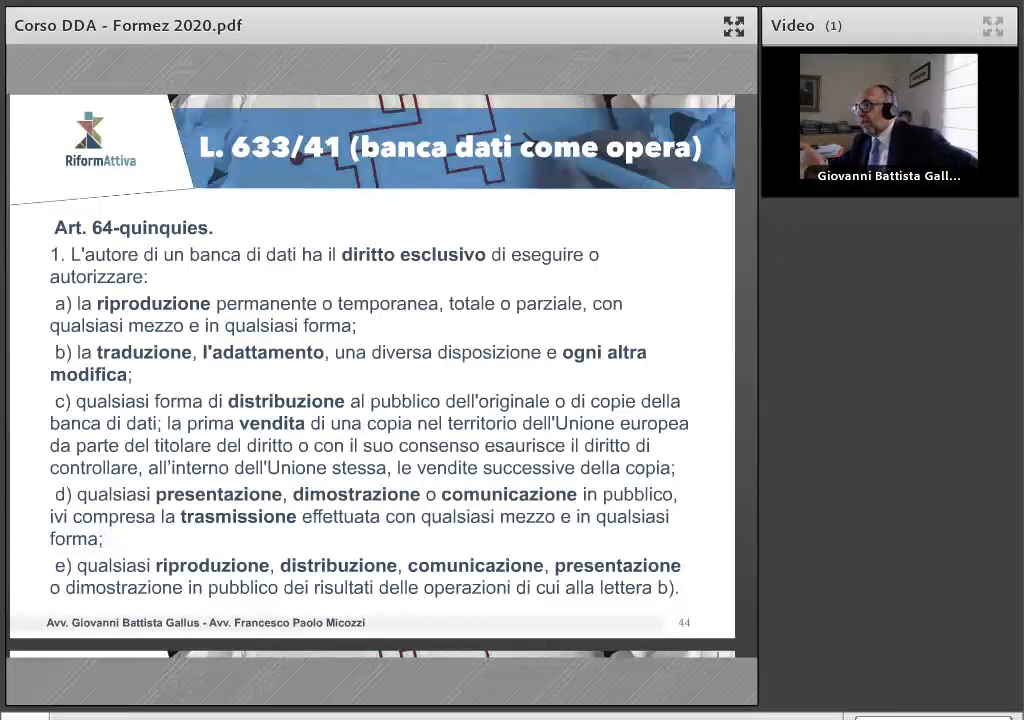 Corso DDA - Formez 2020.pdf
Video (1)
RiformAttiva
L. 633/41 (banca dati come opera)
Giovanni Battista Gall...
Art. 64-quinquies.
1. L'autore di un banca di dati ha il diritto esclusivo di eseguire o
autorizzare:
a) la riproduzione permanente o temporanea, totale o parziale, con
qualsiasi mezzo e in qualsiasi forma;
b) la traduzione, l'adattamento, una diversa disposizione e ogni altra
modifica;
c) qualsiasi forma di distribuzione al pubblico dell'originale o di copie della
banca di dati; la prima vendita di una copia nel territorio dell'Unione europea
da parte del titolare del diritto o con il suo consenso esaurisce il diritto di
controllare, all'interno dell'Unione stessa, le vendite successive della copia;
d) qualsiasi presentazione, dimostrazione o comunicazione in pubblico,
ivi compresa la trasmissione effettuata con qualsiasi mezzo e in qualsiasi
forma;
e) qualsiasi riproduzione, distribuzione, comunicazione, presentazione
o dimostrazione in pubblico dei risultati delle operazioni di cui alla lettera b).
Avv. Giovanni Battista Gallus - Avv. Francesco Paolo Micozzi
44